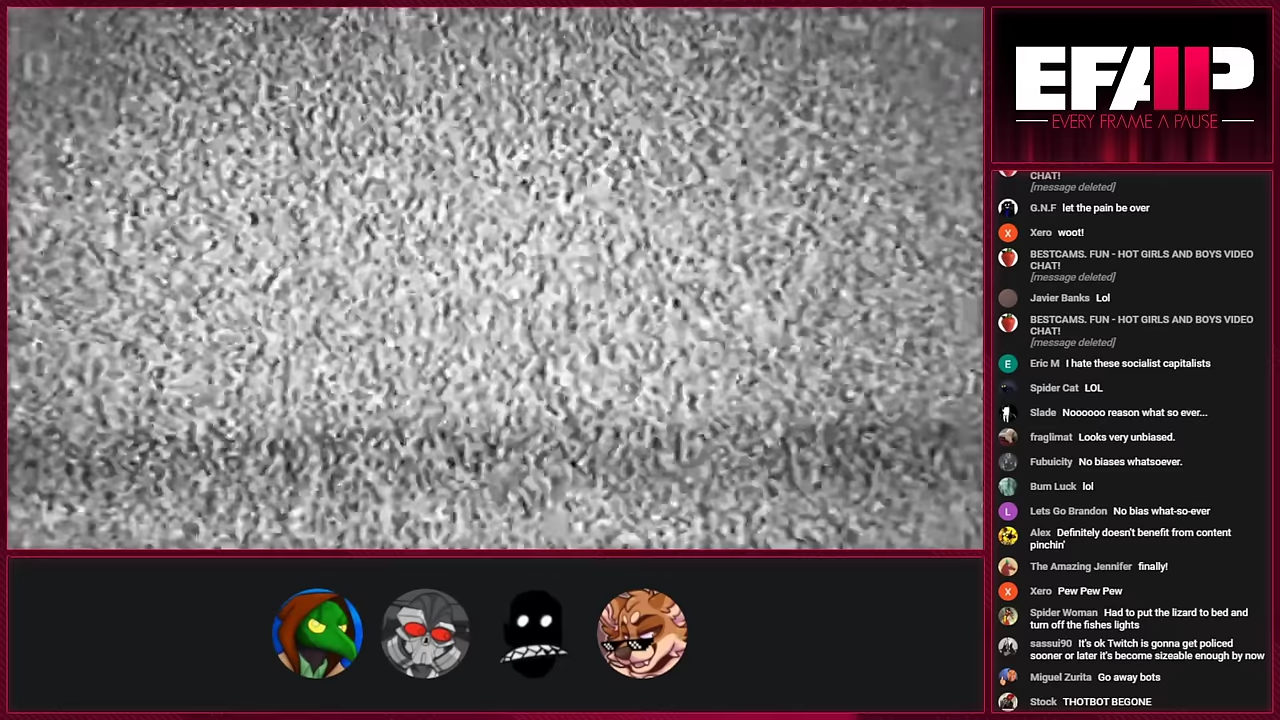 EFAP
EVERY FRAME A PAUSE
CHAT!
[message deleted]
G.N.F let the pain be over
X Xero woot!
BESTCAMS. FUN - HOT GIRLS AND BOYS VIDEO
CHAT!
[message deleted]
Javier Banks Lol
BESTCAMS. FUN - HOT GIRLS AND BOYS VIDEO
CHAT!
[message deleted]
E Eric M I hate these socialist capitalists
Spider Cat LOL
Slade Noooooo reason what so ever...
fraglimat Looks very unbiased.
Fubuicity No biases whatsoever.
Bum Luck lol
L Lets Go Brandon No bias what-so-ever
Alex Definitely doesn't benefit from content
pinchin'
The Amazing Jennifer finally!
X Xero Pew Pew Pew
Spider Woman Had to put the lizard to bed and
turn off the fishes lights
sassui90 It's ok Twitch is gonna get policed
sooner or later it's become sizeable enough by now
Miguel Zurita Go away bots
Stock THOTBOT BEGONE